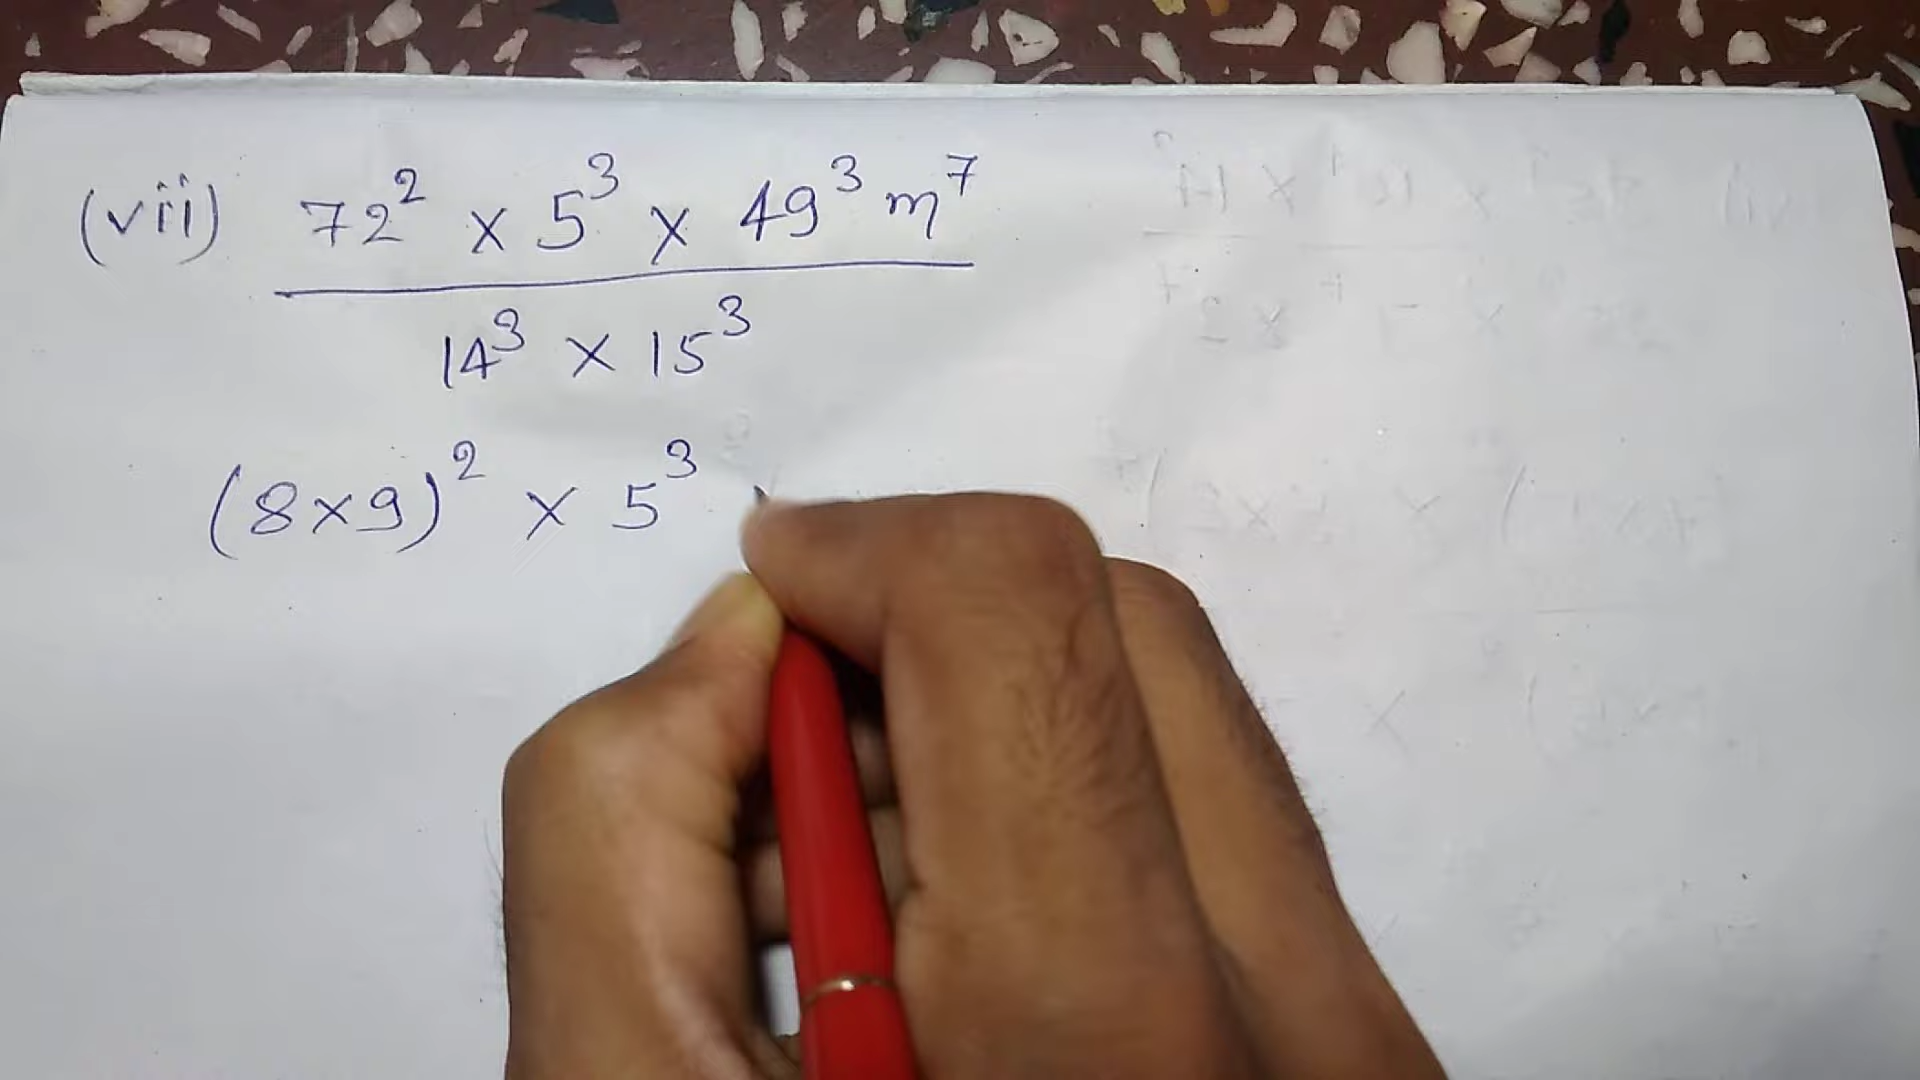 (vii) 72² × 5³ × 49³ m⁷
14³ × 15³
(8×9)² × 5³